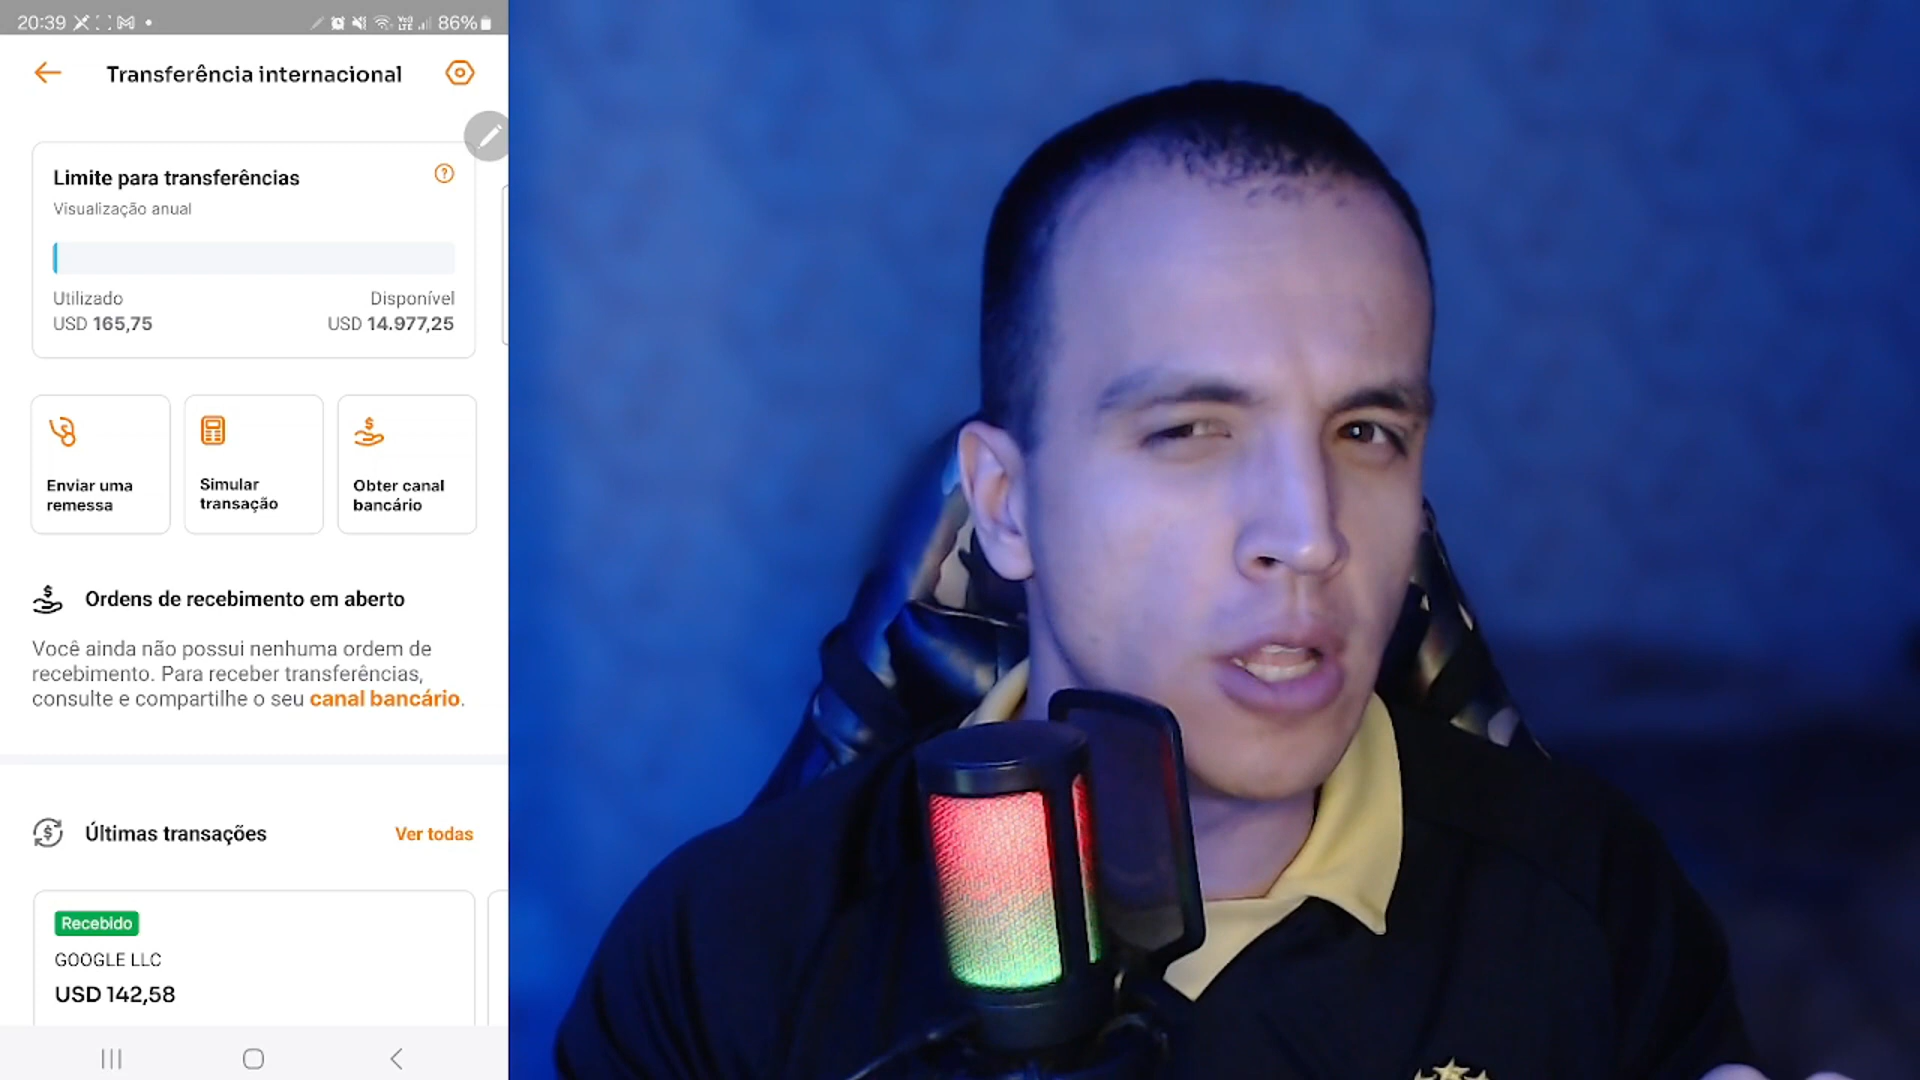 20:39
86%
Transferência internacional
Limite para transferências
Visualização anual
Utilizado Disponível
USD 165,75 USD 14.977,25
Enviar uma
remessa
Simular
transação
Obter canal
bancário
Ordens de recebimento em aberto
Você ainda não possui nenhuma ordem de
recebimento. Para receber transferências,
consulte e compartilhe o seu canal bancário.
Últimas transações Ver todas
Recebido
GOOGLE LLC
USD 142,58